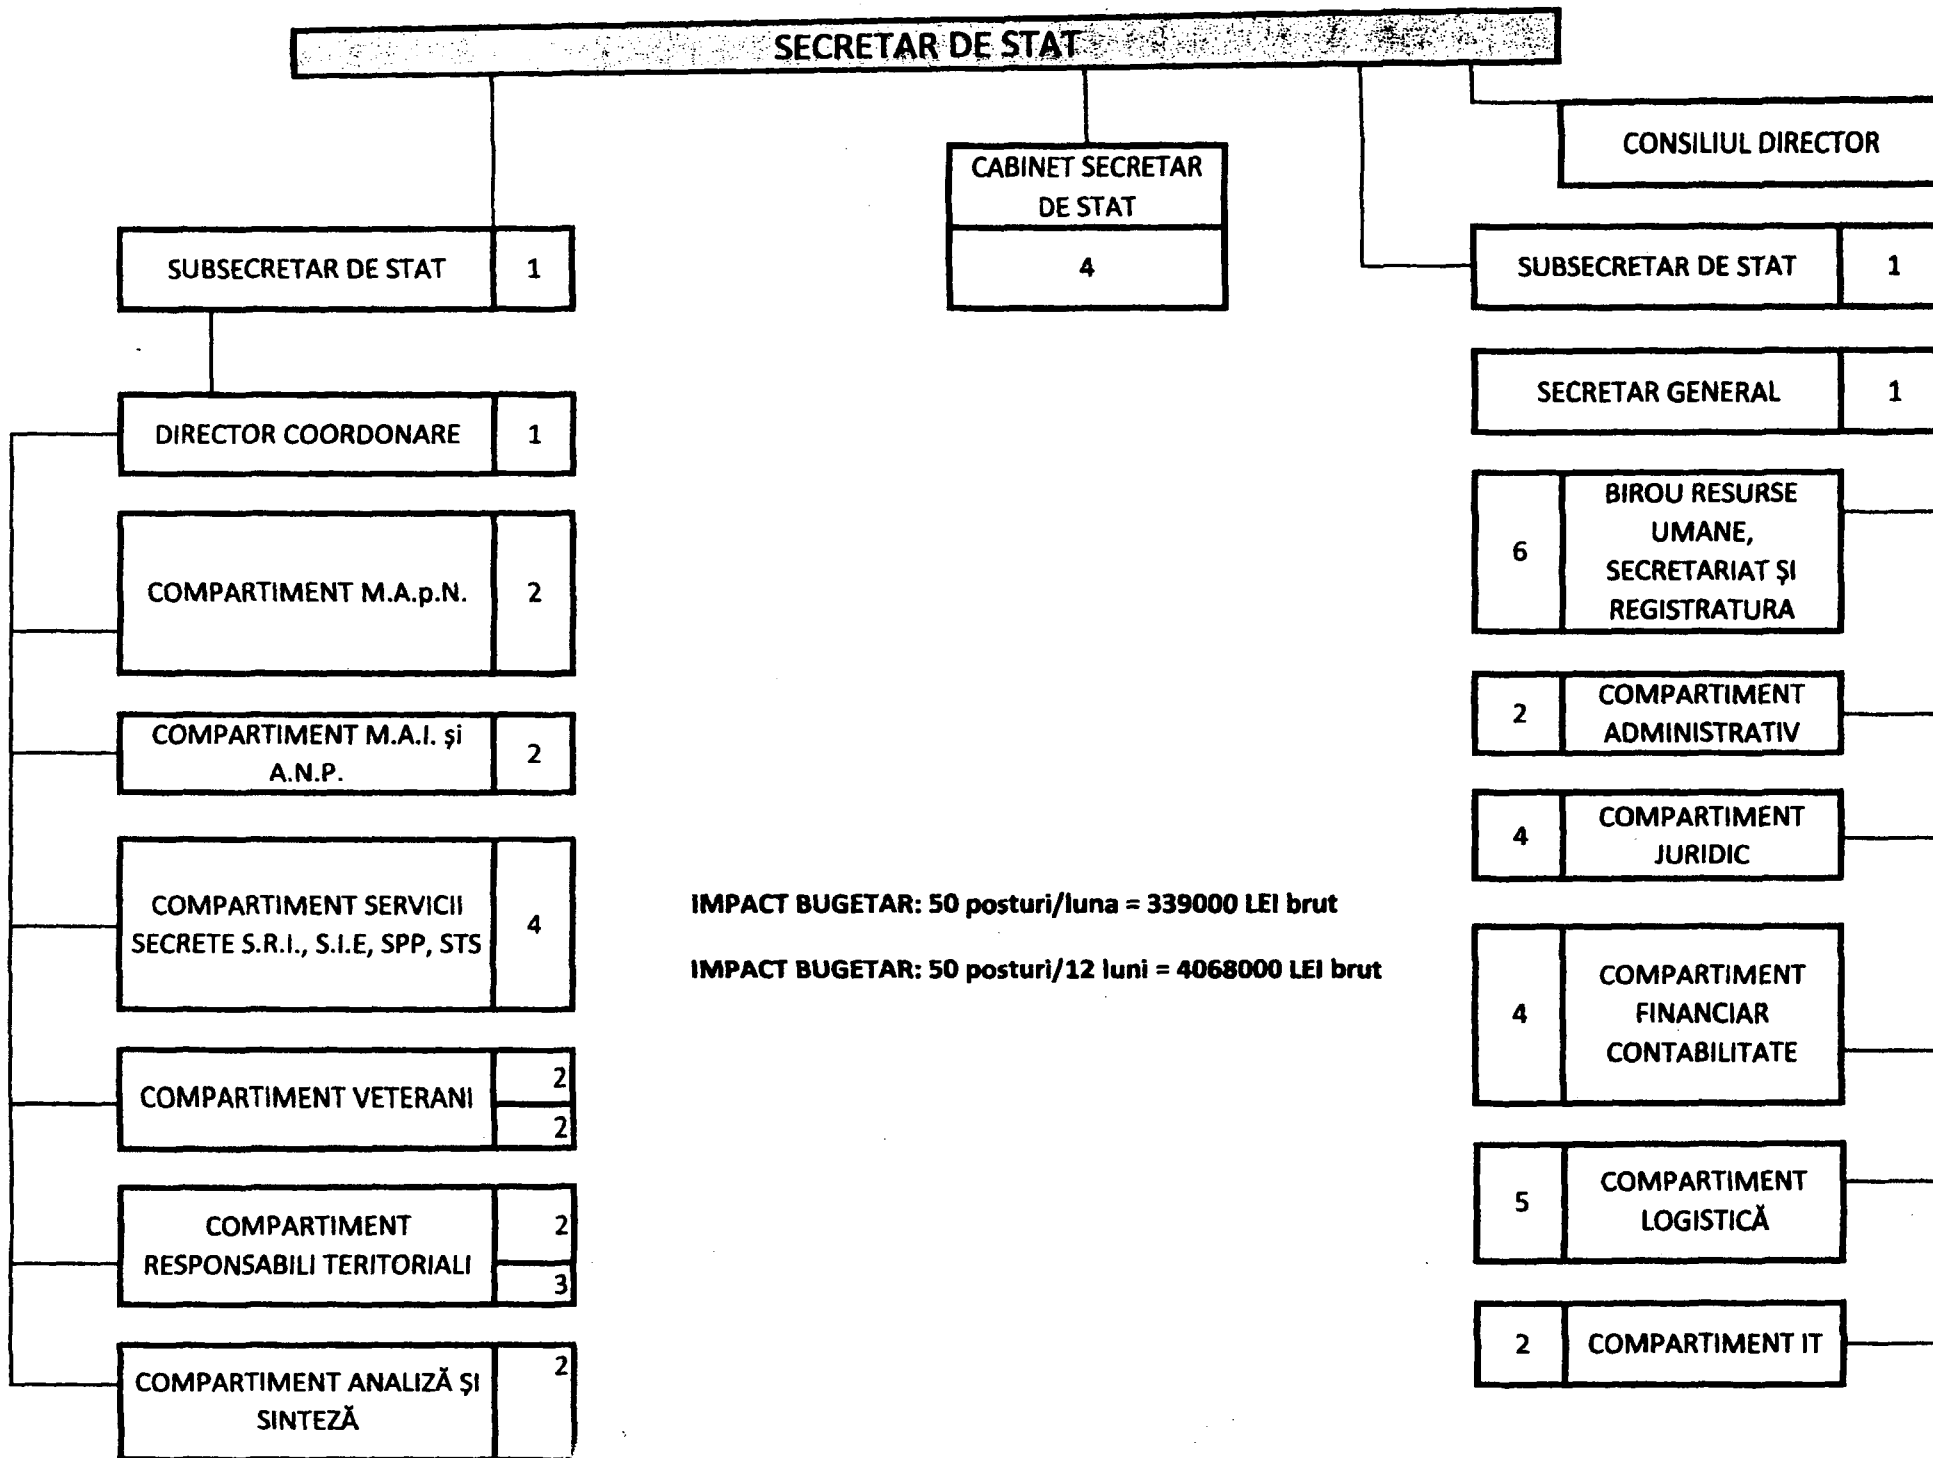 SECRETAR DE STAT
CONSILIUL DIRECTOR
CABINET SECRETAR
DE STAT
4
SUBSECRETAR DE STAT 1
SUBSECRETAR DE STAT 1
SECRETAR GENERAL 1
DIRECTOR COORDONARE 1
COMPARTIMENT M.A.p.N. 2
COMPARTIMENT M.A.I. și
A.N.P.
2
COMPARTIMENT SERVICII
SECRETE S.R.I., S.I.E, SPP, STS
4
COMPARTIMENT VETERANI
2
2
COMPARTIMENT
RESPONSABILI TERITORIALI
2
3
COMPARTIMENT ANALIZĂ ȘI
SINTEZĂ
2
IMPACT BUGETAR: 50 posturi/luna = 339000 LEI brut
IMPACT BUGETAR: 50 posturi/12 luni = 4068000 LEI brut
6
BIROU RESURSE
UMANE,
SECRETARIAT ȘI
REGISTRATURA
2
COMPARTIMENT
ADMINISTRATIV
4
COMPARTIMENT
JURIDIC
4
COMPARTIMENT
FINANCIAR
CONTABILITATE
5
COMPARTIMENT
LOGISTICĂ
2 COMPARTIMENT IT